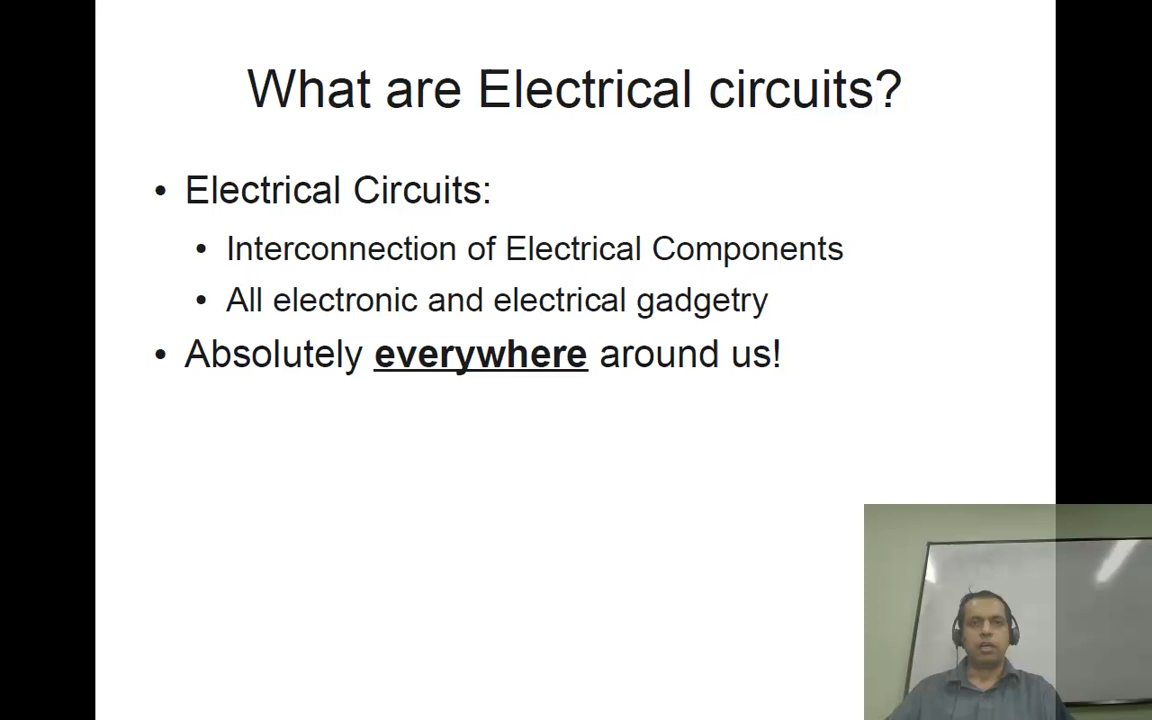 What are Electrical circuits?
• Electrical Circuits:
• Interconnection of Electrical Components
• All electronic and electrical gadgetry
• Absolutely everywhere around us!